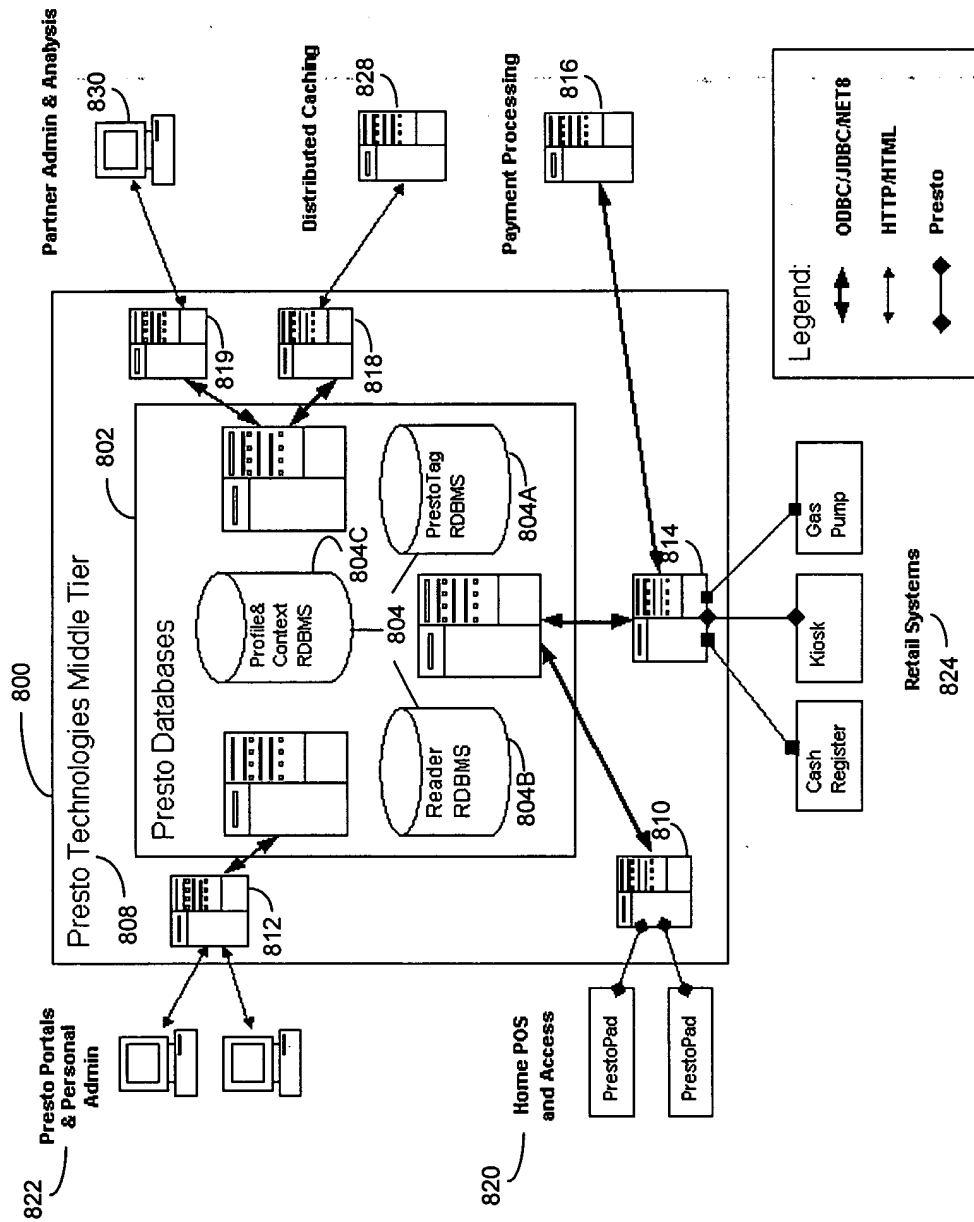 800
Presto Technologies Middle Tier
808
802
Presto Databases
Presto Portals
& Personal
Admin
822
812
Profile&
Context
RDBMS
804C
804
Reader
RDBMS
804B
PrestoTag
RDBMS
804A
819
818
Partner Admin & Analysis
830
Distributed Caching
828
Payment Processing
816
Home POS
and Access
820
PrestoPad
PrestoPad
810
814
Cash
Register
Kiosk
Gas
Pump
Retail Systems
824
Legend:
ODBC/JDBC/NET8
HTTP/HTML
Presto